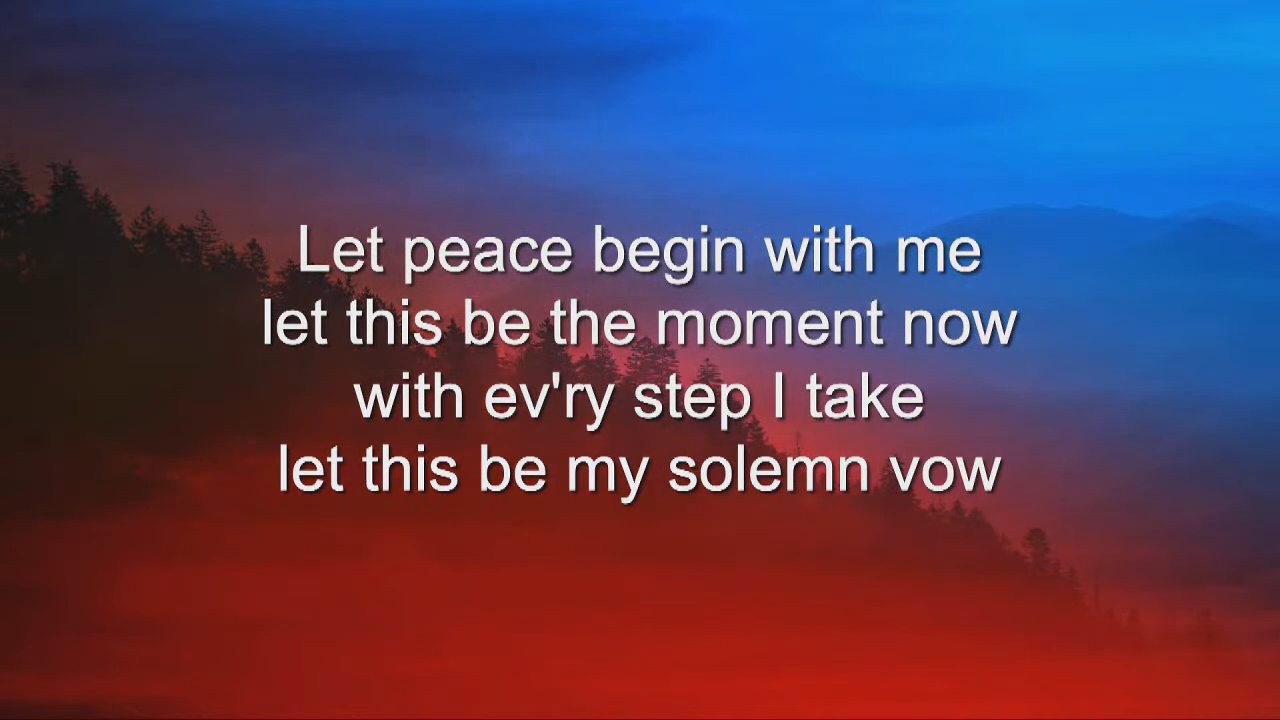 Let peace begin with me
let this be the moment now
with ev'ry step I take
let this be my solemn vow